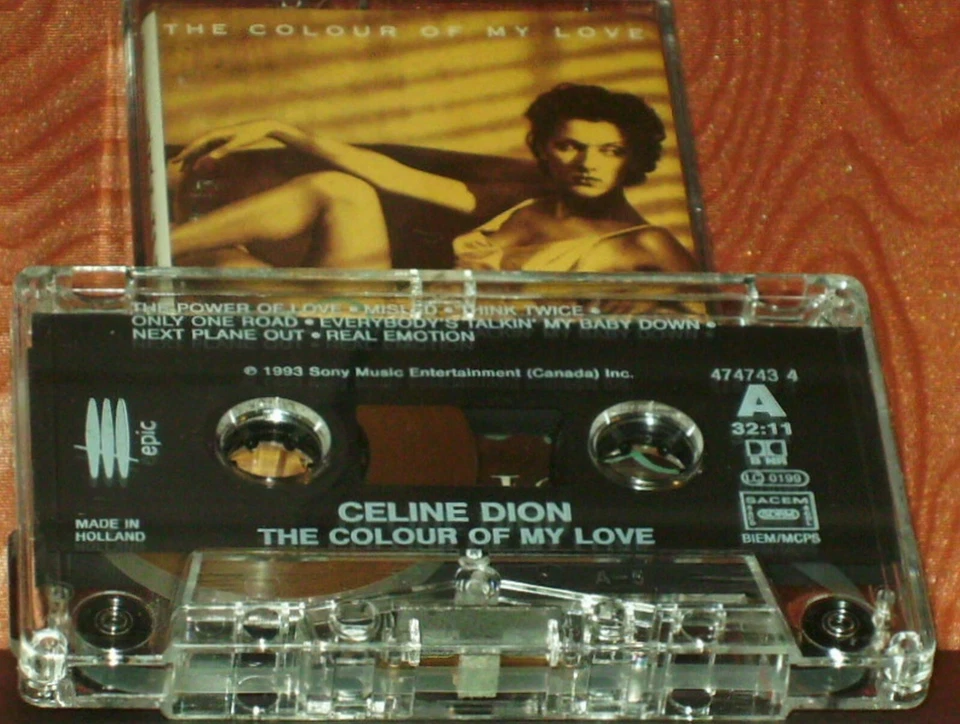 THE COLOUR OF MY LOVE
THE POWER OF LOVE • MISLED • THINK TWICE •
ONLY ONE ROAD • EVERYBODY'S TALKIN' MY BABY DOWN •
NEXT PLANE OUT • REAL EMOTION
℗ 1993 Sony Music Entertainment (Canada) Inc.
474743 4
A
32:11
B NR
LC 0199
epic
SACEM
BIEM/MCPS
CELINE DION
THE COLOUR OF MY LOVE
MADE IN
HOLLAND